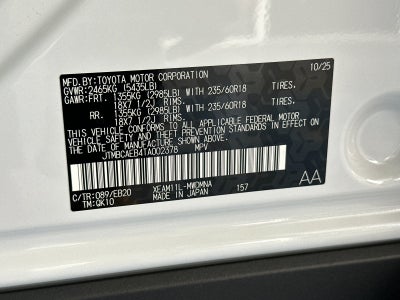 MFD.BY:TOYOTA MOTOR CORPORATION 10/25
GVWR:2465KG (5435LB)
GAWR:FRT. 1355KG (2985LB) WITH 235/60R18 TIRES,
18X7 1/2J RIMS.
RR. 1355KG (2985LB) WITH 235/60R18 TIRES,
18X7 1/2J RIMS.
THIS VEHICLE CONFORMS TO ALL APPLICABLE FEDERAL MOTOR
VEHICLE SAFETY STANDARDS IN EFFECT ON THE DATE OF
MANUFACTURE SHOWN ABOVE.
JTMBCAEB4TA002378 MPV
C/TR:089/EB20 XEAM11L-MWDMNA 157 AA
TM:QK10 MADE IN JAPAN